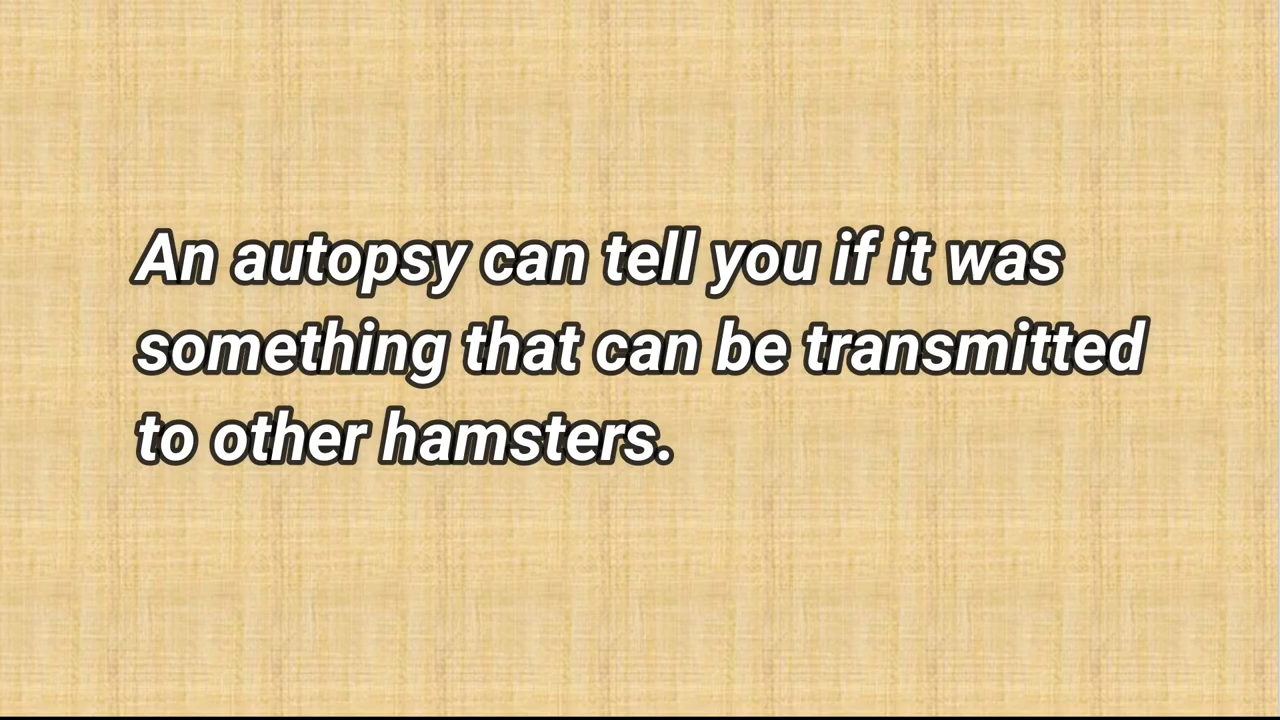 An autopsy can tell you if it was
something that can be transmitted
to other hamsters.